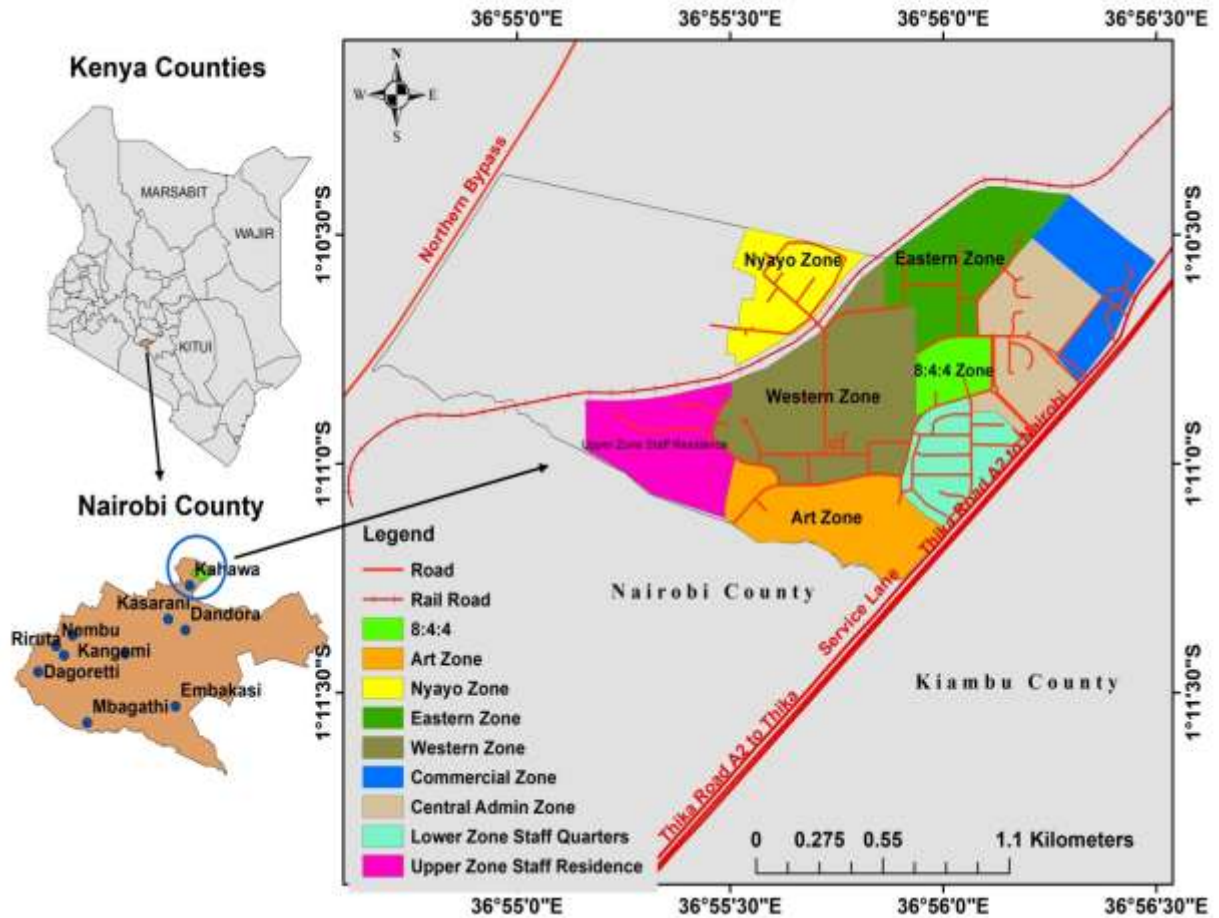 36°55'0"E 36°55'30"E 36°56'0"E 36°56'30"E
Kenya Counties
MARSABIT
WAJIR
KITUI
Nairobi County
Kahawa
Kasarani
Dandora
Nembu
Riruta
Kangemi
Dagoretti
Embakasi
Mbagathi
N
W E
S
Northern Bypass
1°10'30"S
1°10'30"S
Nyayo Zone
Eastern Zone
8:4:4 Zone
Western Zone
Upper Zone Staff Residence
1°11'0"S
1°11'0"S
Art Zone
Thika Road A2 to Nairobi
Service Lane
Thika Road A2 to Thika
Nairobi County
Kiambu County
1°11'30"S
1°11'30"S
Legend
Road
Rail Road
8:4:4
Art Zone
Nyayo Zone
Eastern Zone
Western Zone
Commercial Zone
Central Admin Zone
Lower Zone Staff Quarters
Upper Zone Staff Residence
0 0.275 0.55 1.1 Kilometers
36°55'0"E 36°55'30"E 36°56'0"E 36°56'30"E